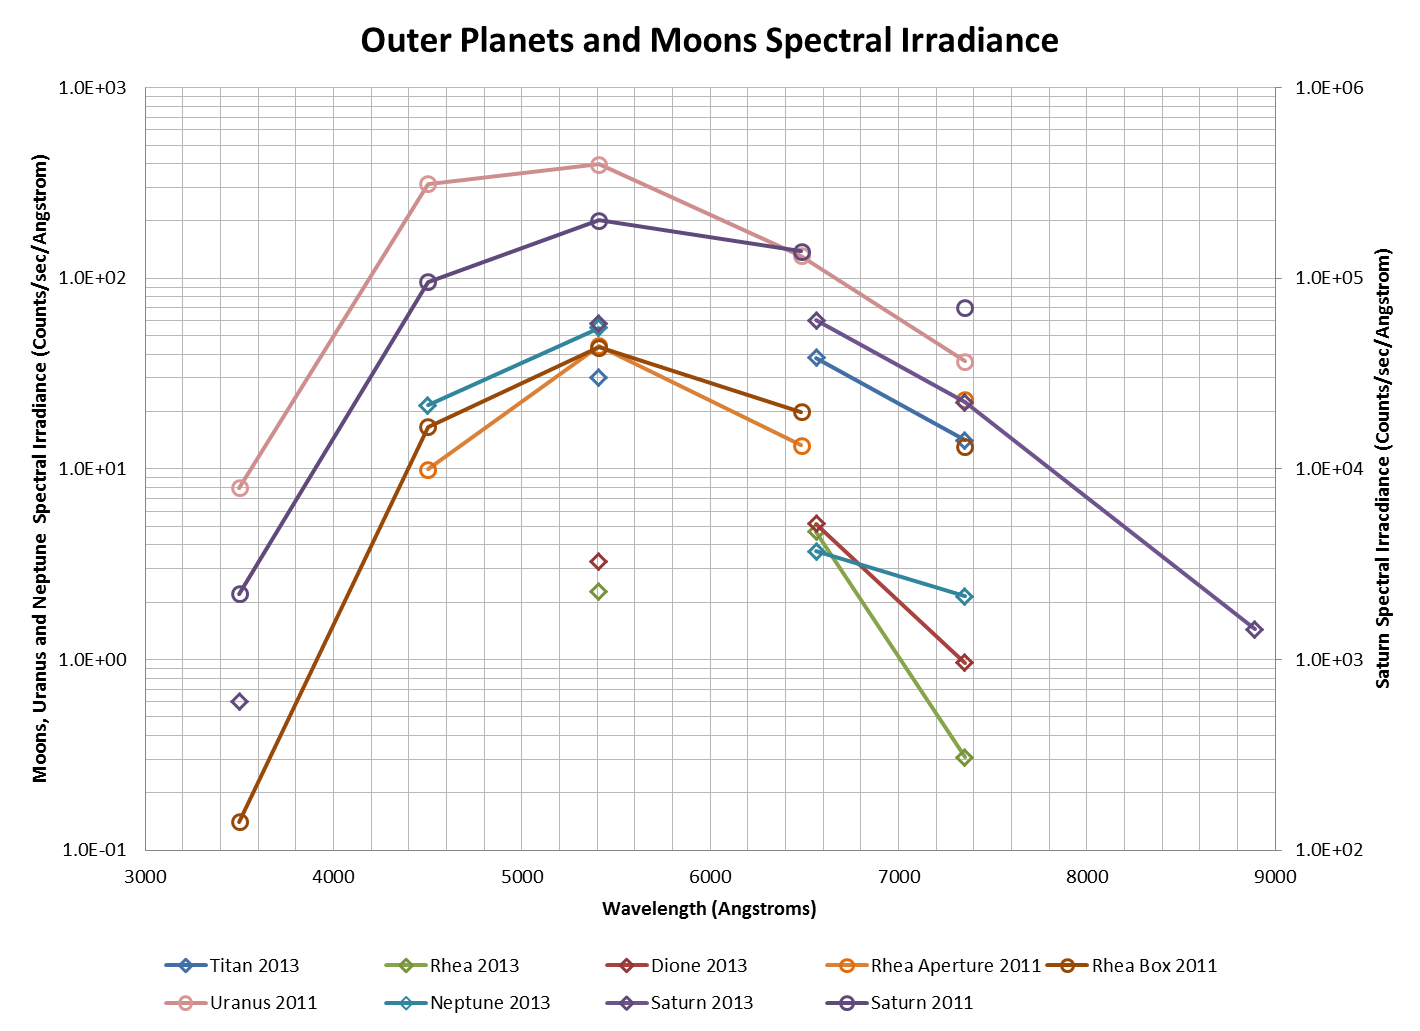 Outer Planets and Moons Spectral Irradiance
Moons, Uranus and Neptune  Spectral Irradiance (Counts/sec/Angstrom)
1.0E+03
1.0E+02
1.0E+01
1.0E+00
1.0E-01
1.0E+06
1.0E+05
1.0E+04
1.0E+03
1.0E+02
Saturn Spectral Irracdiance (Counts/sec/Angstrom)
3000 4000 5000 6000 7000 8000 9000
Wavelength (Angstroms)
Titan 2013 Rhea 2013 Dione 2013 Rhea Aperture 2011 Rhea Box 2011
Uranus 2011 Neptune 2013 Saturn 2013 Saturn 2011